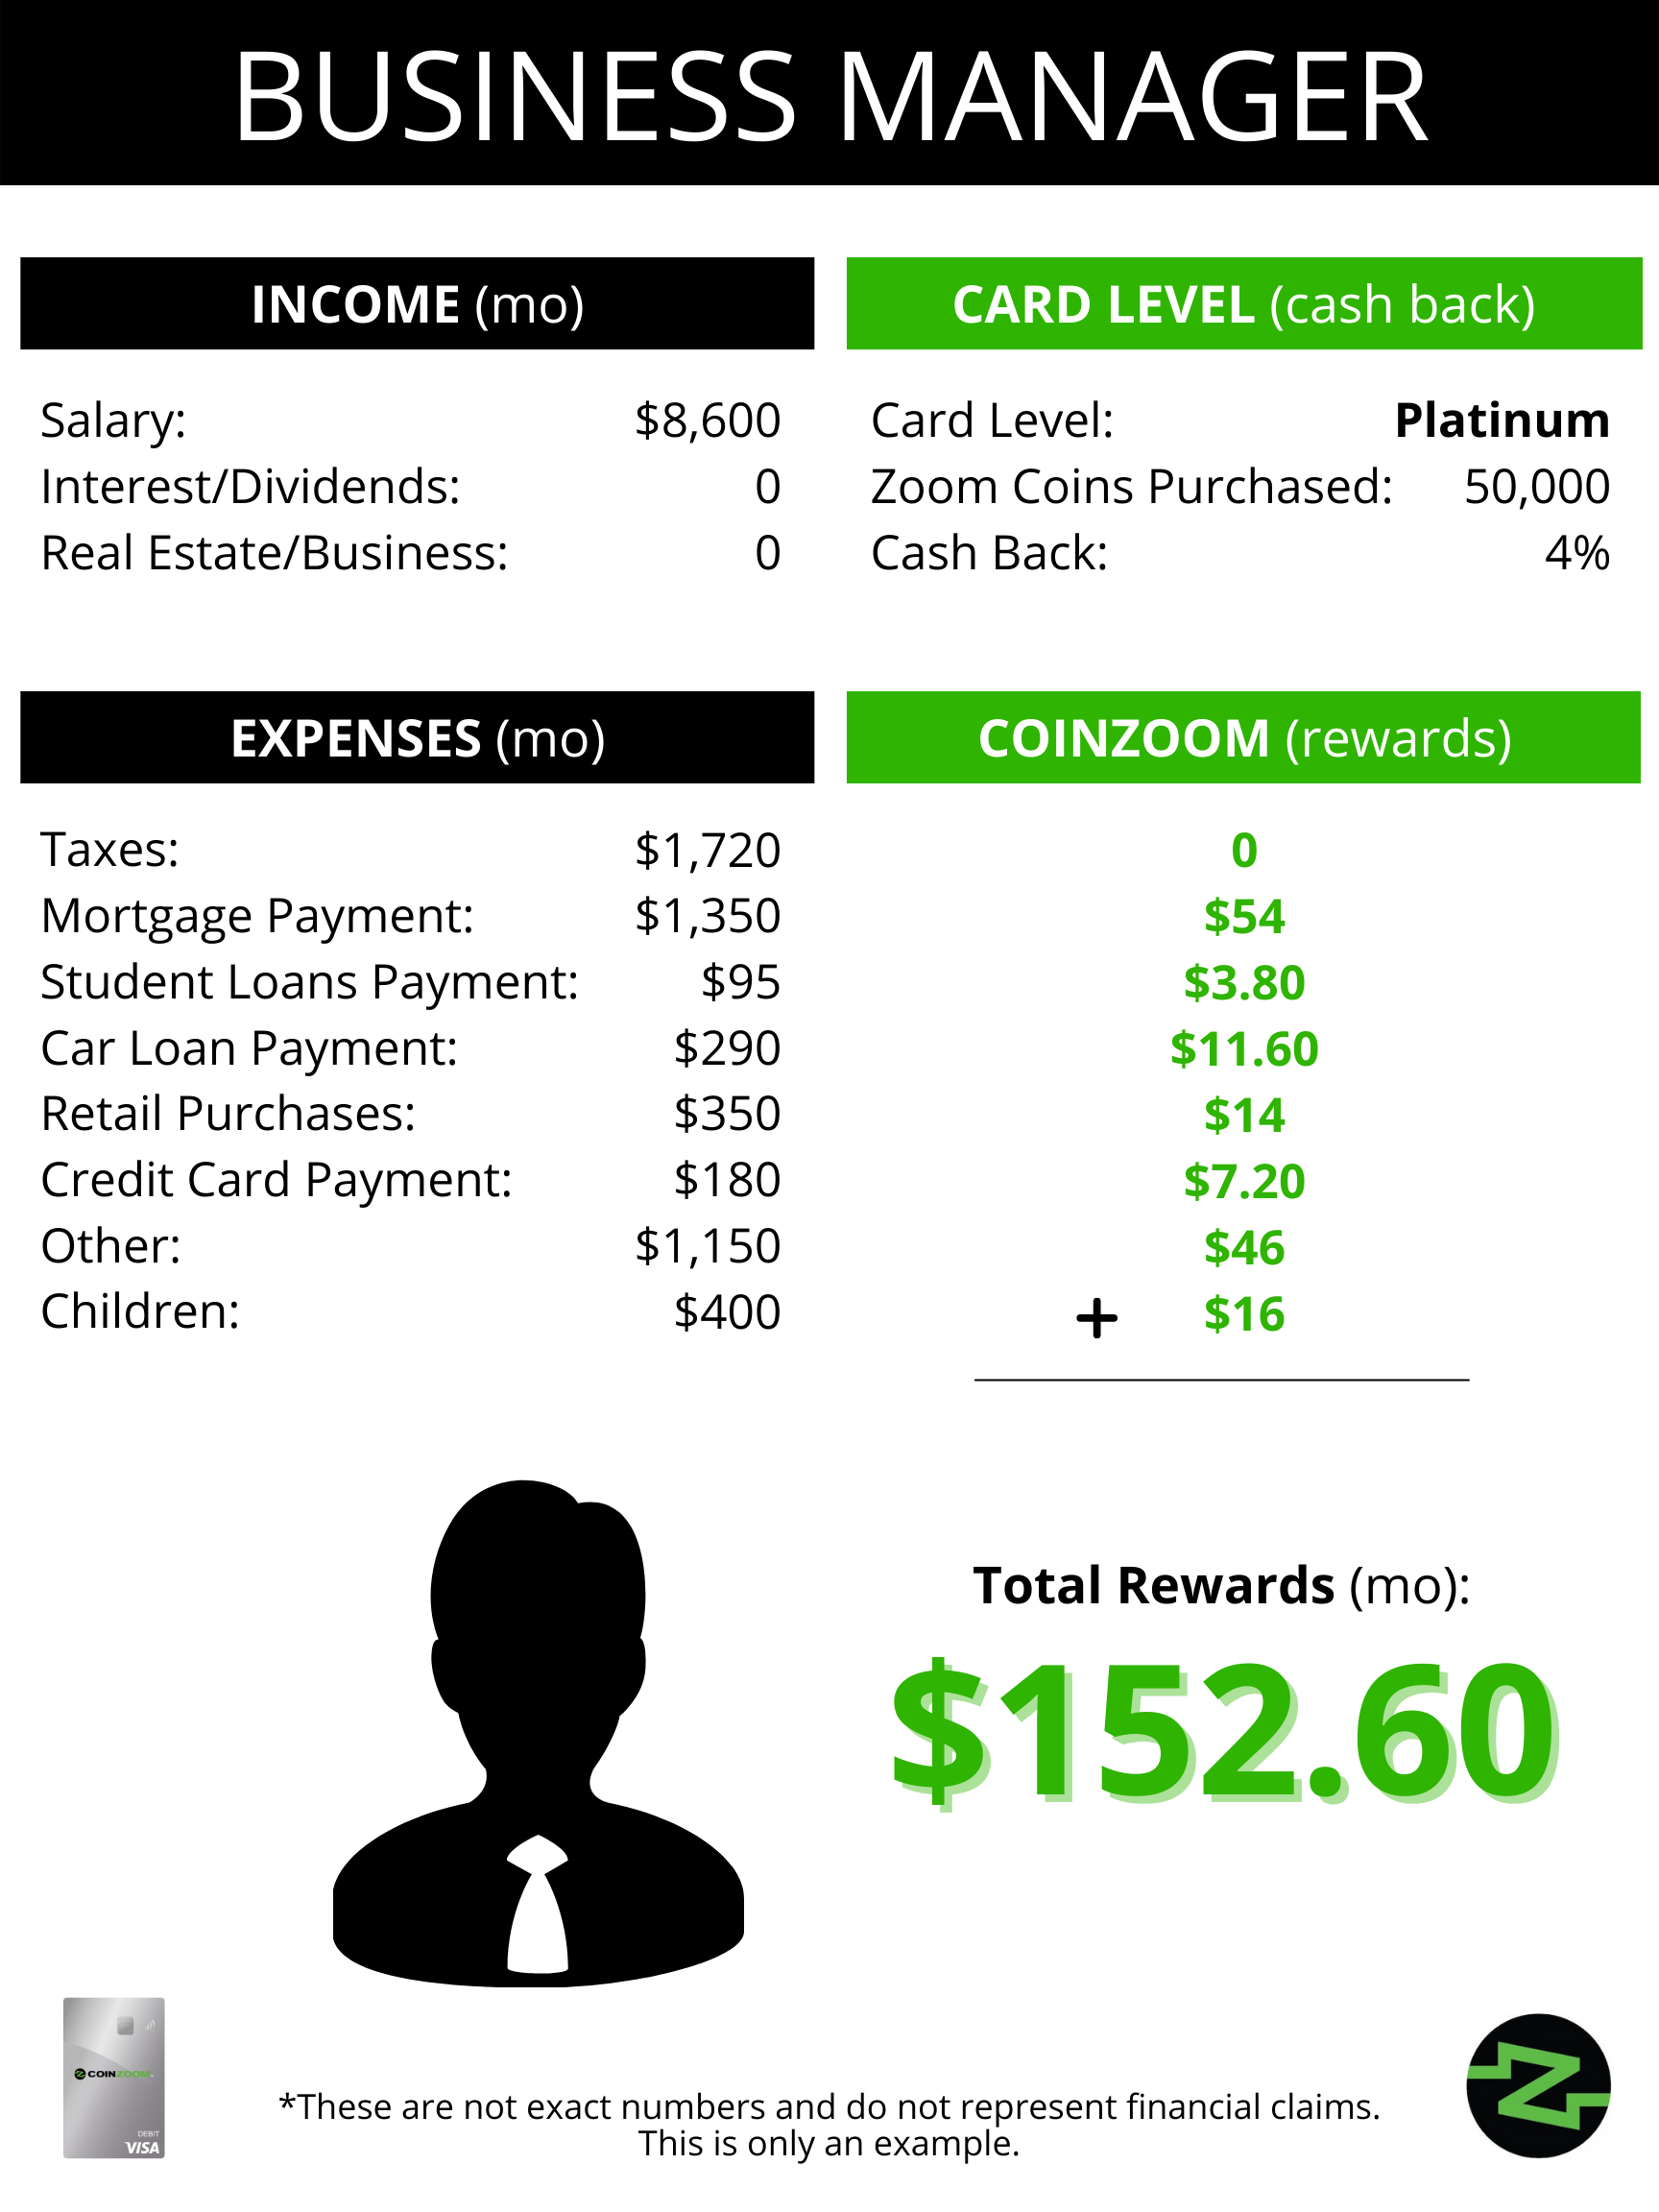 BUSINESS MANAGER
INCOME (mo)
Salary: $8,600
Interest/Dividends: 0
Real Estate/Business: 0
CARD LEVEL (cash back)
Card Level: Platinum
Zoom Coins Purchased: 50,000
Cash Back: 4%
EXPENSES (mo)
Taxes: $1,720
Mortgage Payment: $1,350
Student Loans Payment: $95
Car Loan Payment: $290
Retail Purchases: $350
Credit Card Payment: $180
Other: $1,150
Children: $400
COINZOOM (rewards)
0
$54
$3.80
$11.60
$14
$7.20
$46
+ $16
Total Rewards (mo):
$152.60
COINZOOM
DEBIT
VISA
*These are not exact numbers and do not represent financial claims.
This is only an example.